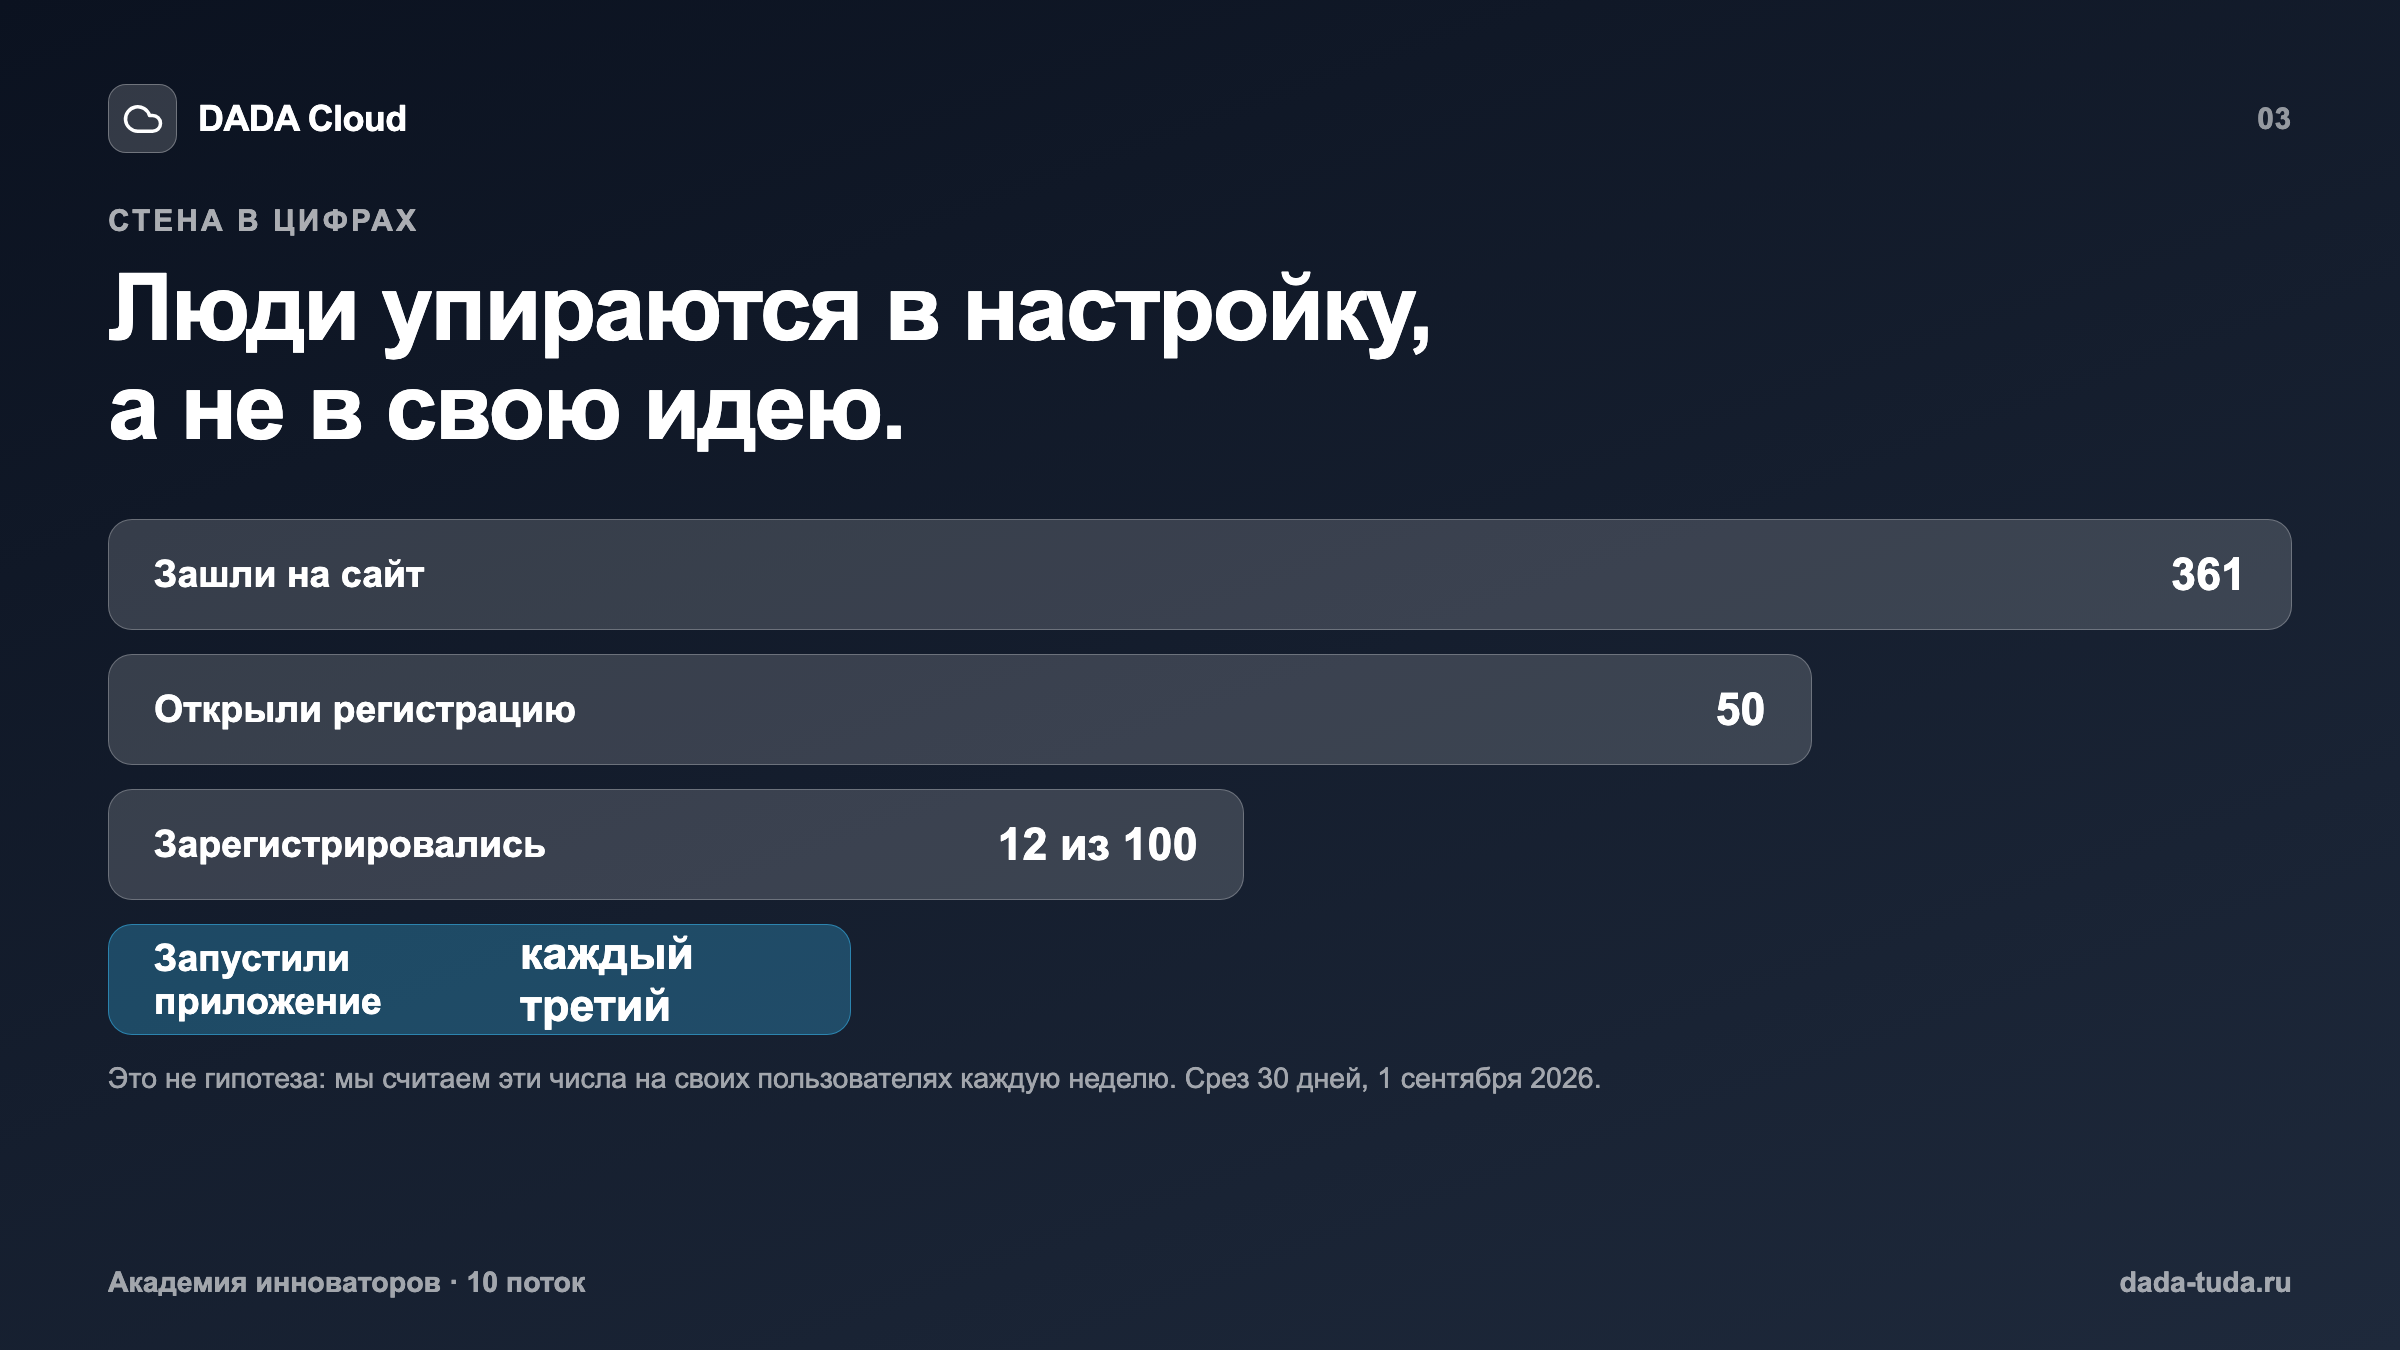 DADA Cloud
03
СТЕНА В ЦИФРАХ
Люди упираются в настройку,
а не в свою идею.
Зашли на сайт
361
Открыли регистрацию
50
Зарегистрировались
12 из 100
Запустили
приложение
каждый
третий
Это не гипотеза: мы считаем эти числа на своих пользователях каждую неделю. Срез 30 дней, 1 сентября 2026.
Академия инноваторов · 10 поток
dada-tuda.ru